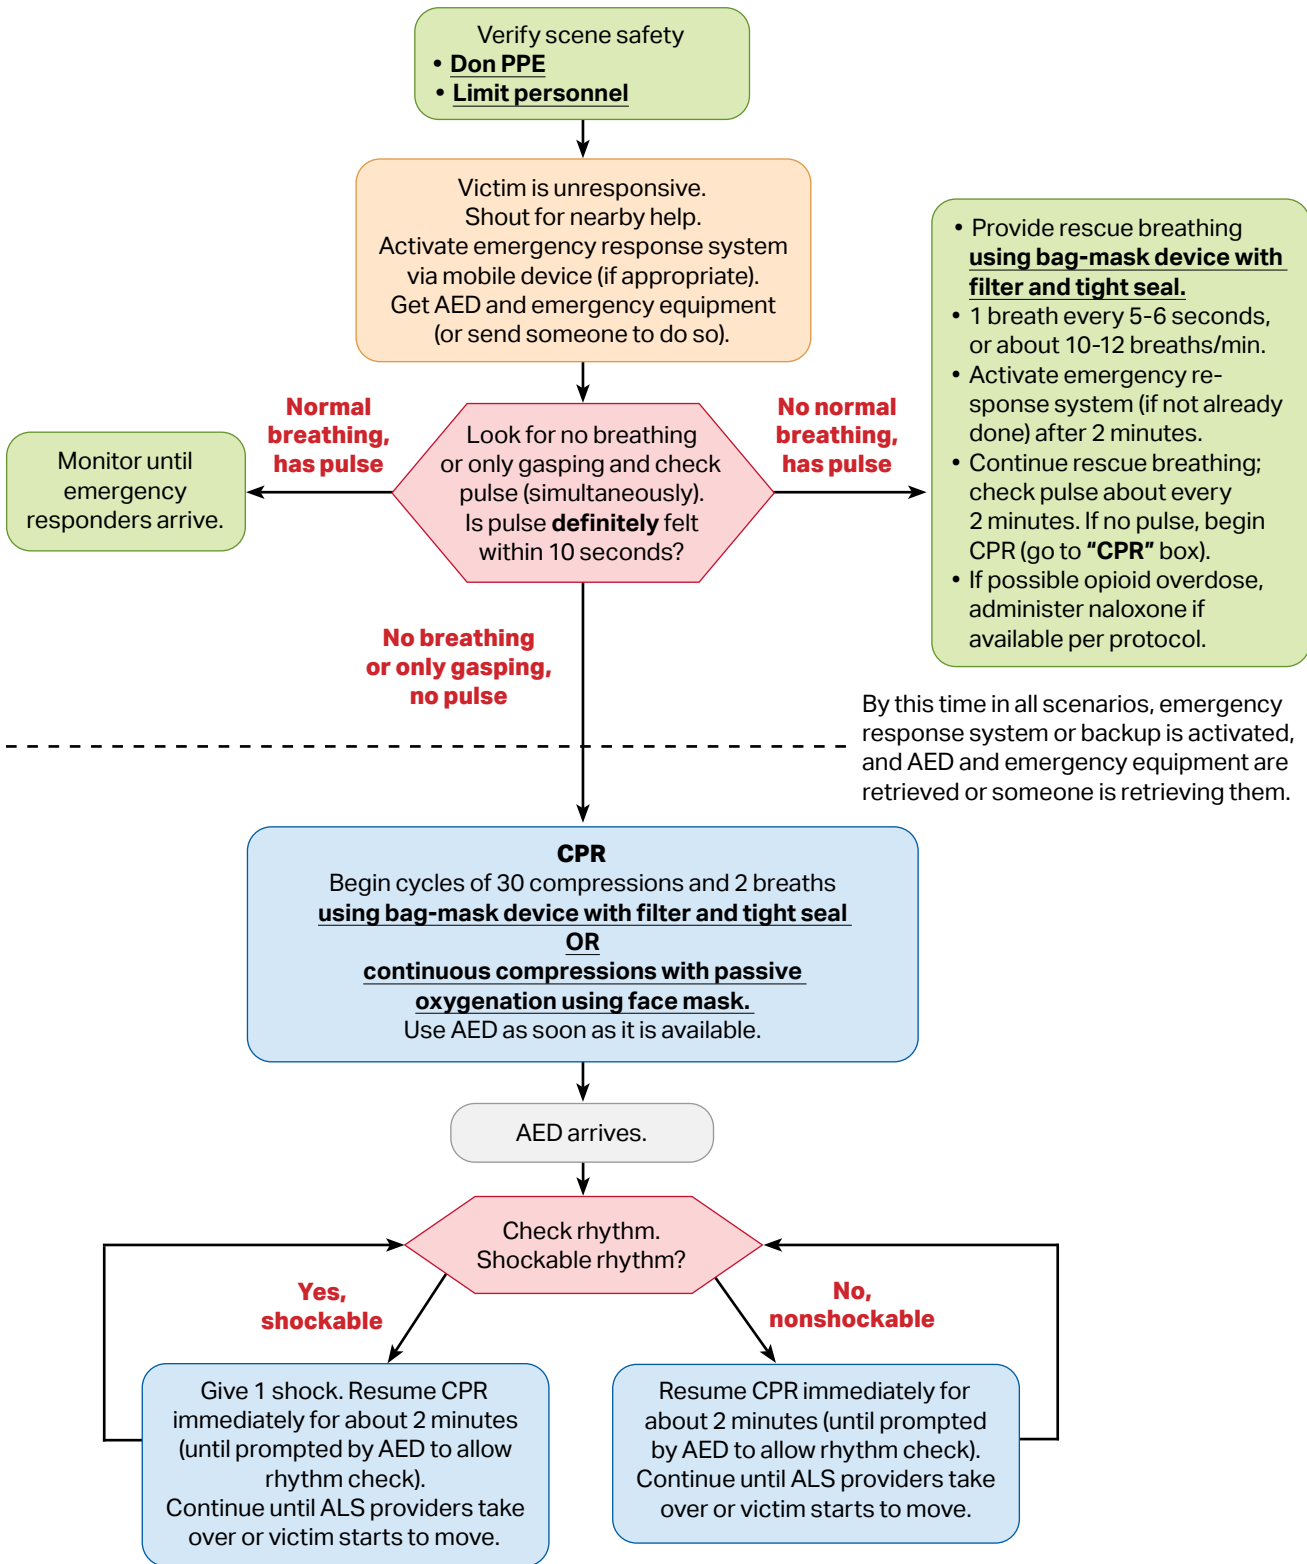 Verify scene safety
• Don PPE
• Limit personnel
Victim is unresponsive.
Shout for nearby help.
Activate emergency response system
via mobile device (if appropriate).
Get AED and emergency equipment
(or send someone to do so).
Normal
breathing,
has pulse
Monitor until
emergency
responders arrive.
Look for no breathing
or only gasping and check
pulse (simultaneously).
Is pulse definitely felt
within 10 seconds?
No normal
breathing,
has pulse
• Provide rescue breathing
using bag-mask device with
filter and tight seal.
• 1 breath every 5-6 seconds,
or about 10-12 breaths/min.
• Activate emergency re-
sponse system (if not already
done) after 2 minutes.
• Continue rescue breathing;
check pulse about every
2 minutes. If no pulse, begin
CPR (go to “CPR” box).
• If possible opioid overdose,
administer naloxone if
available per protocol.
No breathing
or only gasping,
no pulse
By this time in all scenarios, emergency
response system or backup is activated,
and AED and emergency equipment are
retrieved or someone is retrieving them.
CPR
Begin cycles of 30 compressions and 2 breaths
using bag-mask device with filter and tight seal
OR
continuous compressions with passive
oxygenation using face mask.
Use AED as soon as it is available.
AED arrives.
Check rhythm.
Shockable rhythm?
Yes,
shockable
No,
nonshockable
Give 1 shock. Resume CPR
immediately for about 2 minutes
(until prompted by AED to allow
rhythm check).
Continue until ALS providers take
over or victim starts to move.
Resume CPR immediately for
about 2 minutes (until prompted
by AED to allow rhythm check).
Continue until ALS providers take
over or victim starts to move.